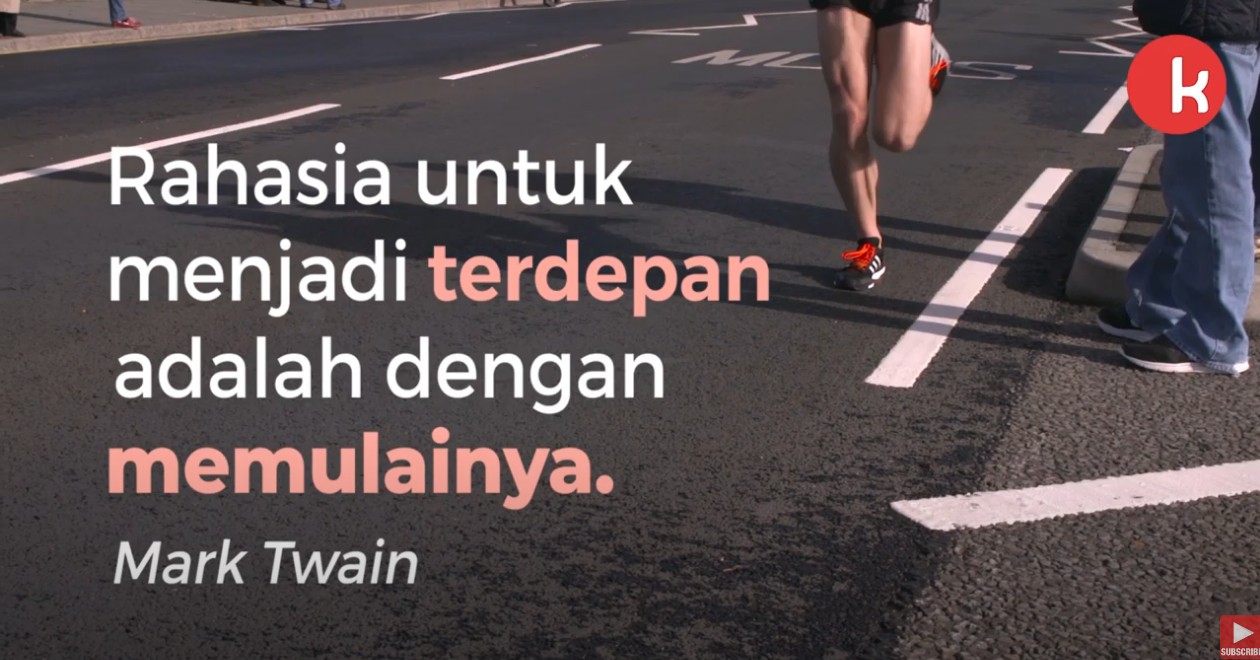 Rahasia untuk
menjadi terdepan
adalah dengan
memulainya.
Mark Twain
k